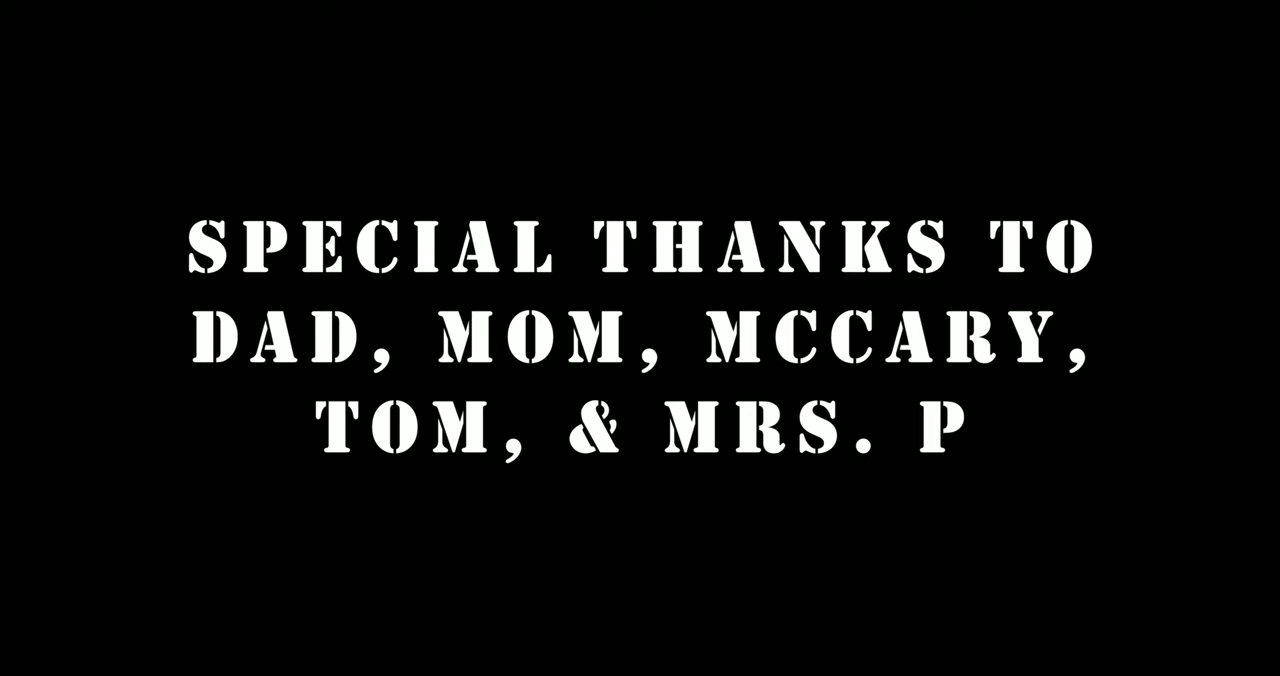 SPECIAL THANKS TO
DAD, MOM, MCCARY,
TOM, & MRS. P